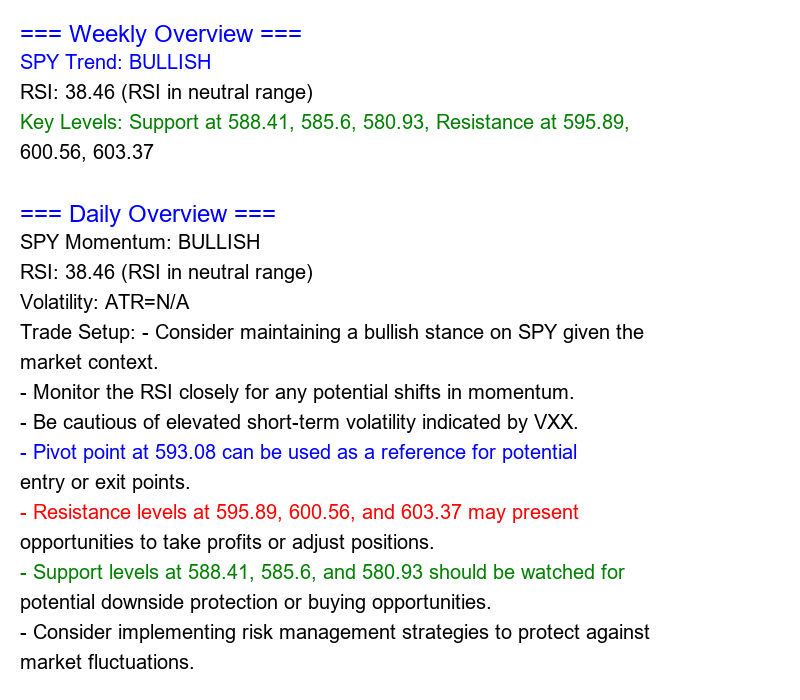 === Weekly Overview ===
SPY Trend: BULLISH
RSI: 38.46 (RSI in neutral range)
Key Levels: Support at 588.41, 585.6, 580.93, Resistance at 595.89,
600.56, 603.37
=== Daily Overview ===
SPY Momentum: BULLISH
RSI: 38.46 (RSI in neutral range)
Volatility: ATR=N/A
Trade Setup: - Consider maintaining a bullish stance on SPY given the
market context.
- Monitor the RSI closely for any potential shifts in momentum.
- Be cautious of elevated short-term volatility indicated by VXX.
- Pivot point at 593.08 can be used as a reference for potential
entry or exit points.
- Resistance levels at 595.89, 600.56, and 603.37 may present
opportunities to take profits or adjust positions.
- Support levels at 588.41, 585.6, and 580.93 should be watched for
potential downside protection or buying opportunities.
- Consider implementing risk management strategies to protect against
market fluctuations.